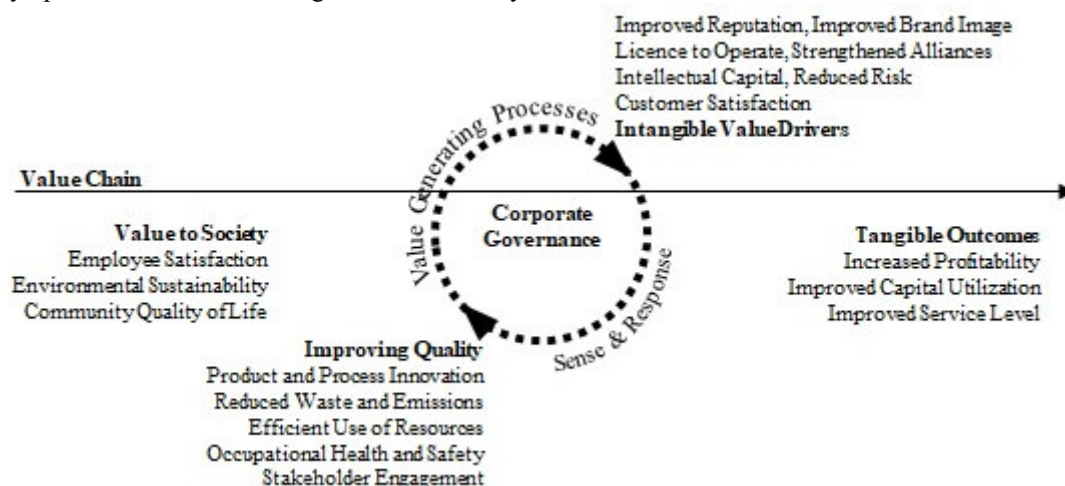 Improved Reputation, Improved Brand Image
Licence to Operate, Strengthened Alliances
Intellectual Capital, Reduced Risk
Customer Satisfaction
Intangible Value Drivers
Value Generating Processes
Value Chain
Corporate
Governance
Value to Society
Employee Satisfaction
Environmental Sustainability
Community Quality of Life
Tangible Outcomes
Increased Profitability
Improved Capital Utilization
Improved Service Level
Sense & Response
Improving Quality
Product and Process Innovation
Reduced Waste and Emissions
Efficient Use of Resources
Occupational Health and Safety
Stakeholder Engagement